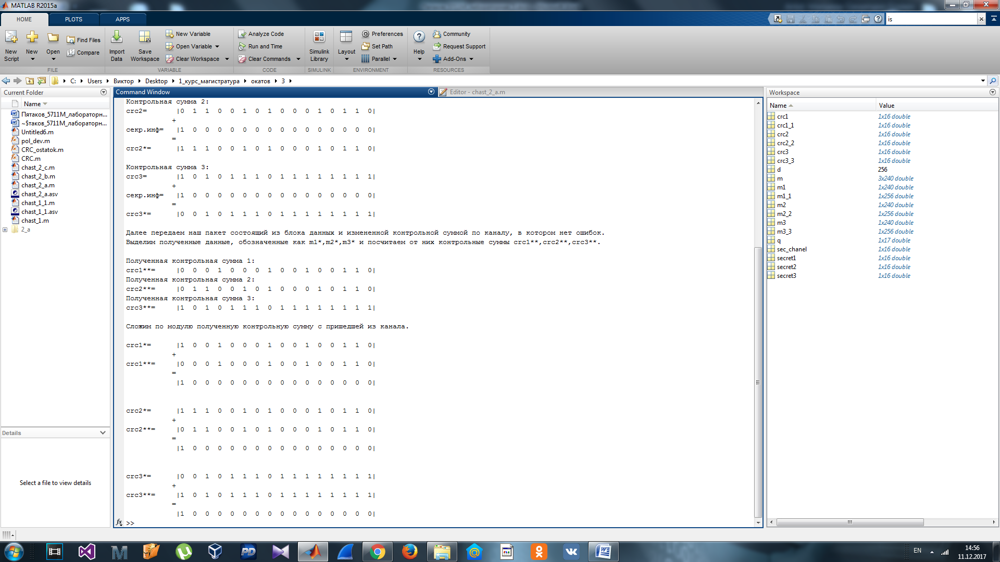 MATLAB R2015a
HOME PLOTS APPS
is
New Script
New
Open
Find Files
Compare
Import Data
Save Workspace
New Variable
Open Variable
Clear Workspace
Analyze Code
Run and Time
Clear Commands
Simulink Library
Layout
Preferences
Set Path
Parallel
Help
Community
Request Support
Add-Ons
FILE VARIABLE CODE SIMULINK ENVIRONMENT RESOURCES
C: Users Виктор Desktop 1_курс_магистратура окатов 3
Current Folder
Name
Пятаков_5711М_лабораторн...
~$таков_5711М_лабораторн...
Untitled6.m
pol_dev.m
CRC_ostatok.m
CRC.m
chast_2_c.m
chast_2_b.m
chast_2_a.m
chast_2_a.asv
chast_1_1.m
chast_1_1.asv
chast_1.m
2_a
Details
Select a file to view details
Command Window
Editor - chast_2_a.m
Контрольная сумма 2:
crc2= |0 1 1 0 0 1 0 1 0 0 0 1 0 1 1 0|
+
секр.инф= |1 0 0 0 0 0 0 0 0 0 0 0 0 0 0 0|
=
crc2*= |1 1 1 0 0 1 0 1 0 0 0 1 0 1 1 0|
Контрольная сумма 3:
crc3= |1 0 1 0 1 1 1 0 1 1 1 1 1 1 1 1|
+
секр.инф= |1 0 0 0 0 0 0 0 0 0 0 0 0 0 0 0|
=
crc3*= |0 0 1 0 1 1 1 0 1 1 1 1 1 1 1 1|
Далее передаем наш пакет состоящий из блока данных и измененной контрольной суммой по каналу, в котором нет ошибок.
Выделим полученные данные, обозначенные как m1*,m2*,m3* и посчитаем от них контрольные суммы crc1**,crc2**,crc3**.
Полученная контрольная сумма 1:
crc1**= |0 0 0 1 0 0 0 1 0 0 1 0 0 1 1 0|
Полученная контрольная сумма 2:
crc2**= |0 1 1 0 0 1 0 1 0 0 0 1 0 1 1 0|
Полученная контрольная сумма 3:
crc3**= |1 0 1 0 1 1 1 0 1 1 1 1 1 1 1 1|
Сложим по модулю полученную контрольную сумму с пришедшей из канала.
crc1*= |1 0 0 1 0 0 0 1 0 0 1 0 0 1 1 0|
+
crc1**= |0 0 0 1 0 0 0 1 0 0 1 0 0 1 1 0|
=
|1 0 0 0 0 0 0 0 0 0 0 0 0 0 0 0|
crc2*= |1 1 1 0 0 1 0 1 0 0 0 1 0 1 1 0|
+
crc2**= |0 1 1 0 0 1 0 1 0 0 0 1 0 1 1 0|
=
|1 0 0 0 0 0 0 0 0 0 0 0 0 0 0 0|
crc3*= |0 0 1 0 1 1 1 0 1 1 1 1 1 1 1 1|
+
crc3**= |1 0 1 0 1 1 1 0 1 1 1 1 1 1 1 1|
=
|1 0 0 0 0 0 0 0 0 0 0 0 0 0 0 0|
fx >>
Workspace
Name Value
crc1 1x16 double
crc1_1 1x16 double
crc2 1x16 double
crc2_2 1x16 double
crc3 1x16 double
crc3_3 1x16 double
d 256
m 3x240 double
m1 1x240 double
m1_1 1x256 double
m2 1x240 double
m2_2 1x256 double
m3 1x240 double
m3_3 1x256 double
q 1x17 double
sec_chanel 1x16 double
secret1 1x16 double
secret2 1x16 double
secret3 1x16 double
EN
14:56
11.12.2017